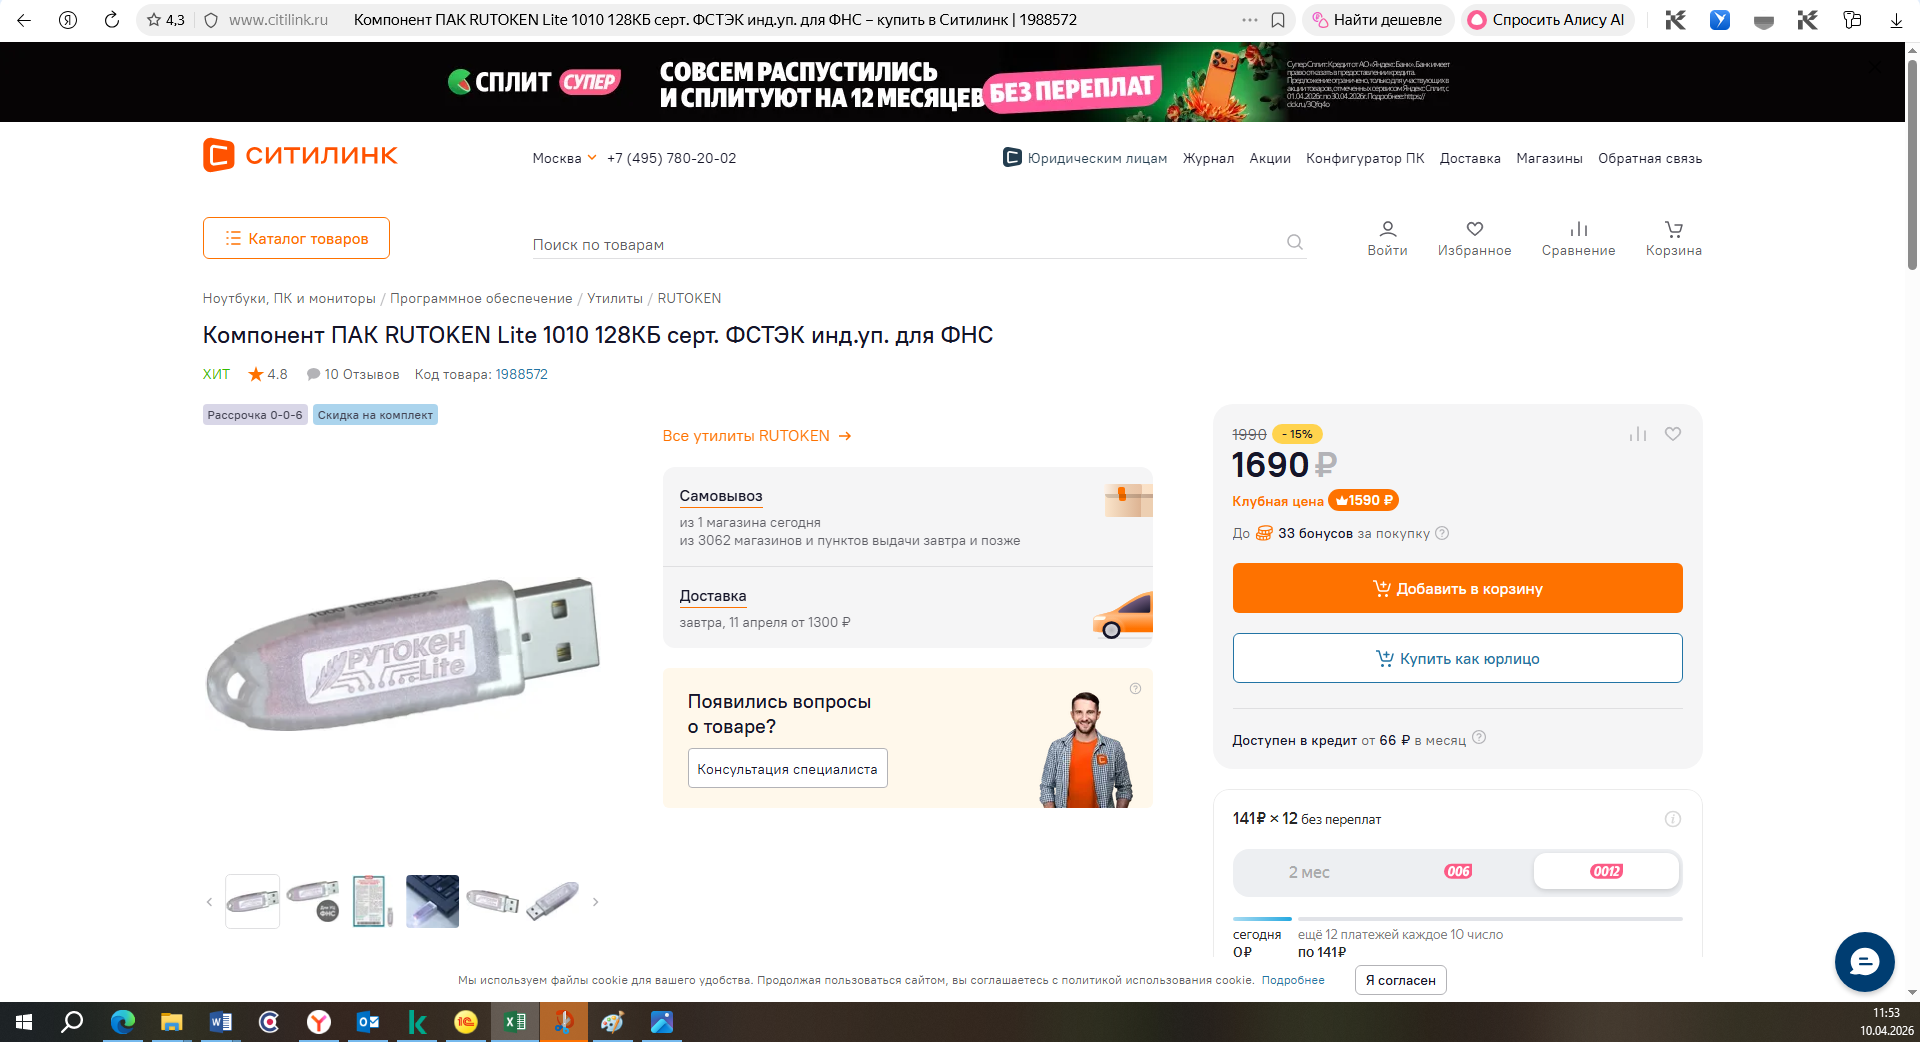 4,3
www.citilink.ru
Компонент ПАК RUTOKEN Lite 1010 128КБ серт. ФСТЭК инд.уп. для ФНС – купить в Ситилинк | 1988572
Найти дешевле
Спросить Алису AI
СПЛИТ СУПЕР
СОВСЕМ РАСПУСТИЛИСЬ
И СПЛИТУЮТ НА 12 МЕСЯЦЕВ
БЕЗ ПЕРЕПЛАТ
СИТИЛИНК
Москва
+7 (495) 780-20-02
Юридическим лицам
Журнал
Акции
Конфигуратор ПК
Доставка
Магазины
Обратная связь
Каталог товаров
Поиск по товарам
Войти
Избранное
Сравнение
Корзина
Ноутбуки, ПК и мониторы / Программное обеспечение / Утилиты / RUTOKEN
Компонент ПАК RUTOKEN Lite 1010 128КБ серт. ФСТЭК инд.уп. для ФНС
ХИТ
4.8
10 Отзывов
Код товара: 1988572
Рассрочка 0-0-6
Скидка на комплект
РУТОКЕН
Lite
Все утилиты RUTOKEN
Самовывоз
из 1 магазина сегодня
из 3062 магазинов и пунктов выдачи завтра и позже
Доставка
завтра, 11 апреля от 1300 ₽
Появились вопросы
о товаре?
Консультация специалиста
1990
- 15%
1690 ₽
Клубная цена 1590 ₽
До 33 бонусов за покупку
Добавить в корзину
Купить как юрлицо
Доступен в кредит от 66 ₽ в месяц
141₽ × 12 без переплат
2 мес
006
0012
сегодня
0₽
ещё 12 платежей каждое 10 число
по 141₽
Мы используем файлы cookie для вашего удобства. Продолжая пользоваться сайтом, вы соглашаетесь с политикой использования cookie. Подробнее
Я согласен
11:53
10.04.2026